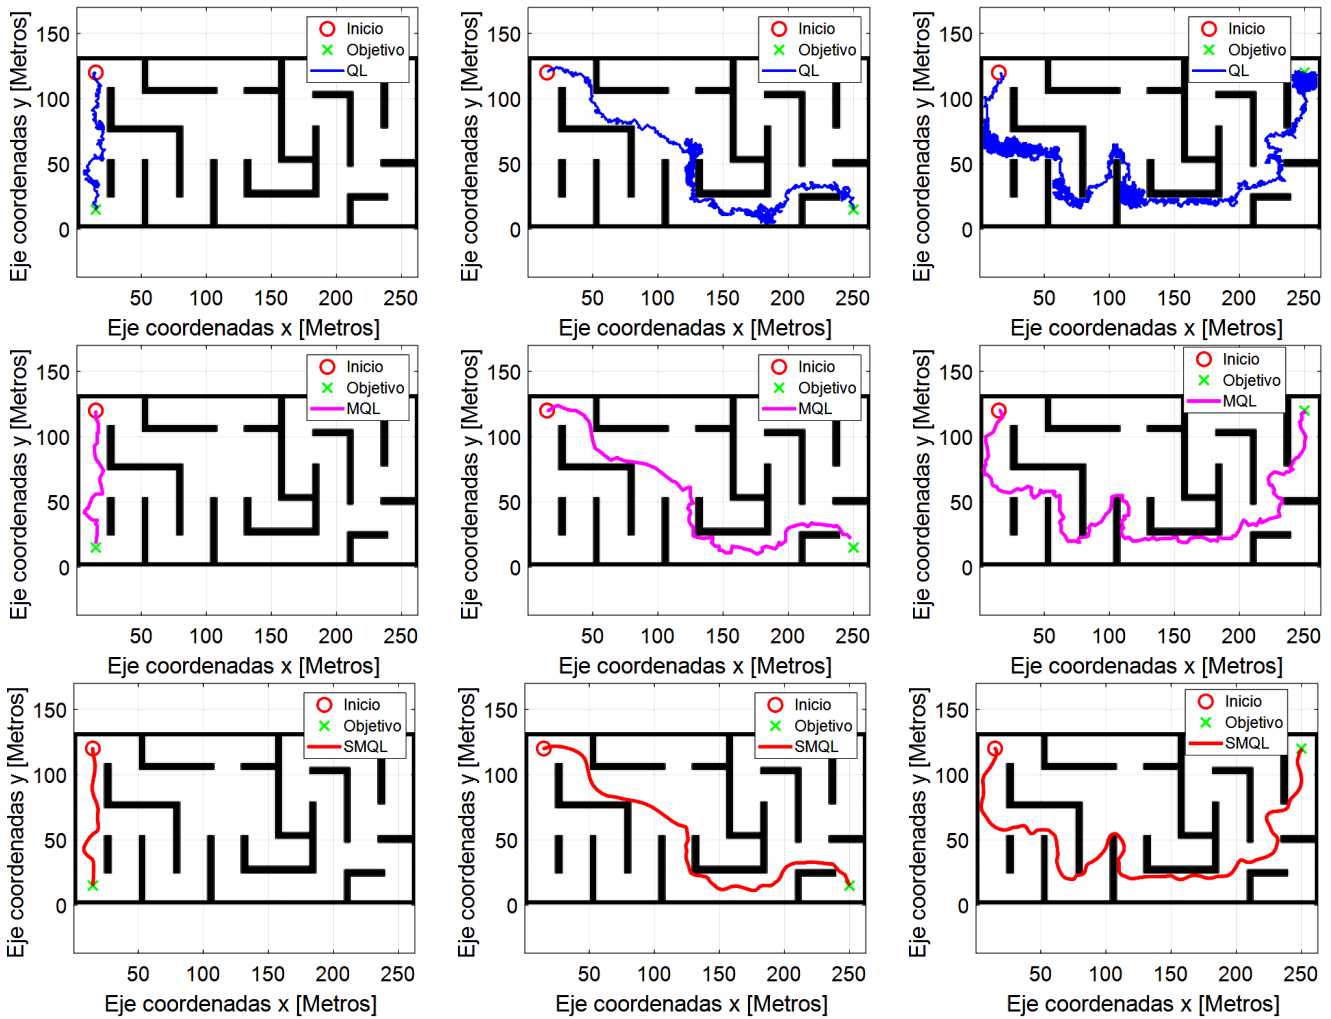 Eje coordenadas y [Metros]
150
100
50
0
Inicio
Objetivo
QL
50 100 150 200 250
Eje coordenadas x [Metros]
Eje coordenadas y [Metros]
150
100
50
0
Inicio
Objetivo
QL
50 100 150 200 250
Eje coordenadas x [Metros]
Eje coordenadas y [Metros]
150
100
50
0
Inicio
Objetivo
QL
50 100 150 200 250
Eje coordenadas x [Metros]
Eje coordenadas y [Metros]
150
100
50
0
Inicio
Objetivo
MQL
50 100 150 200 250
Eje coordenadas x [Metros]
Eje coordenadas y [Metros]
150
100
50
0
Inicio
Objetivo
MQL
50 100 150 200 250
Eje coordenadas x [Metros]
Eje coordenadas y [Metros]
150
100
50
0
Inicio
Objetivo
MQL
50 100 150 200 250
Eje coordenadas x [Metros]
Eje coordenadas y [Metros]
150
100
50
0
Inicio
Objetivo
SMQL
50 100 150 200 250
Eje coordenadas x [Metros]
Eje coordenadas y [Metros]
150
100
50
0
Inicio
Objetivo
SMQL
50 100 150 200 250
Eje coordenadas x [Metros]
Eje coordenadas y [Metros]
150
100
50
0
Inicio
Objetivo
SMQL
50 100 150 200 250
Eje coordenadas x [Metros]